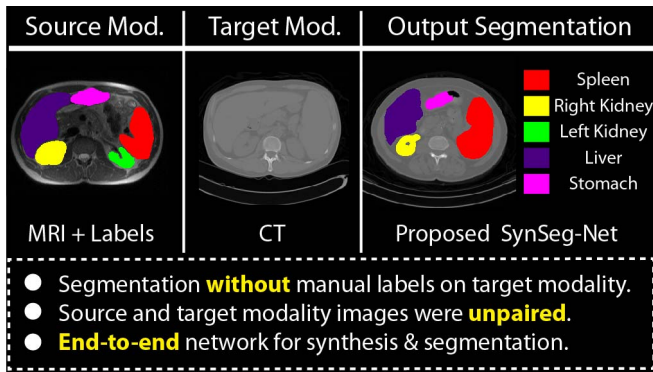 Source Mod.
Target Mod.
Output Segmentation
Spleen
Right Kidney
Left Kidney
Liver
Stomach
MRI + Labels
CT
Proposed SynSeg-Net
Segmentation without manual labels on target modality.
Source and target modality images were unpaired.
End-to-end network for synthesis & segmentation.